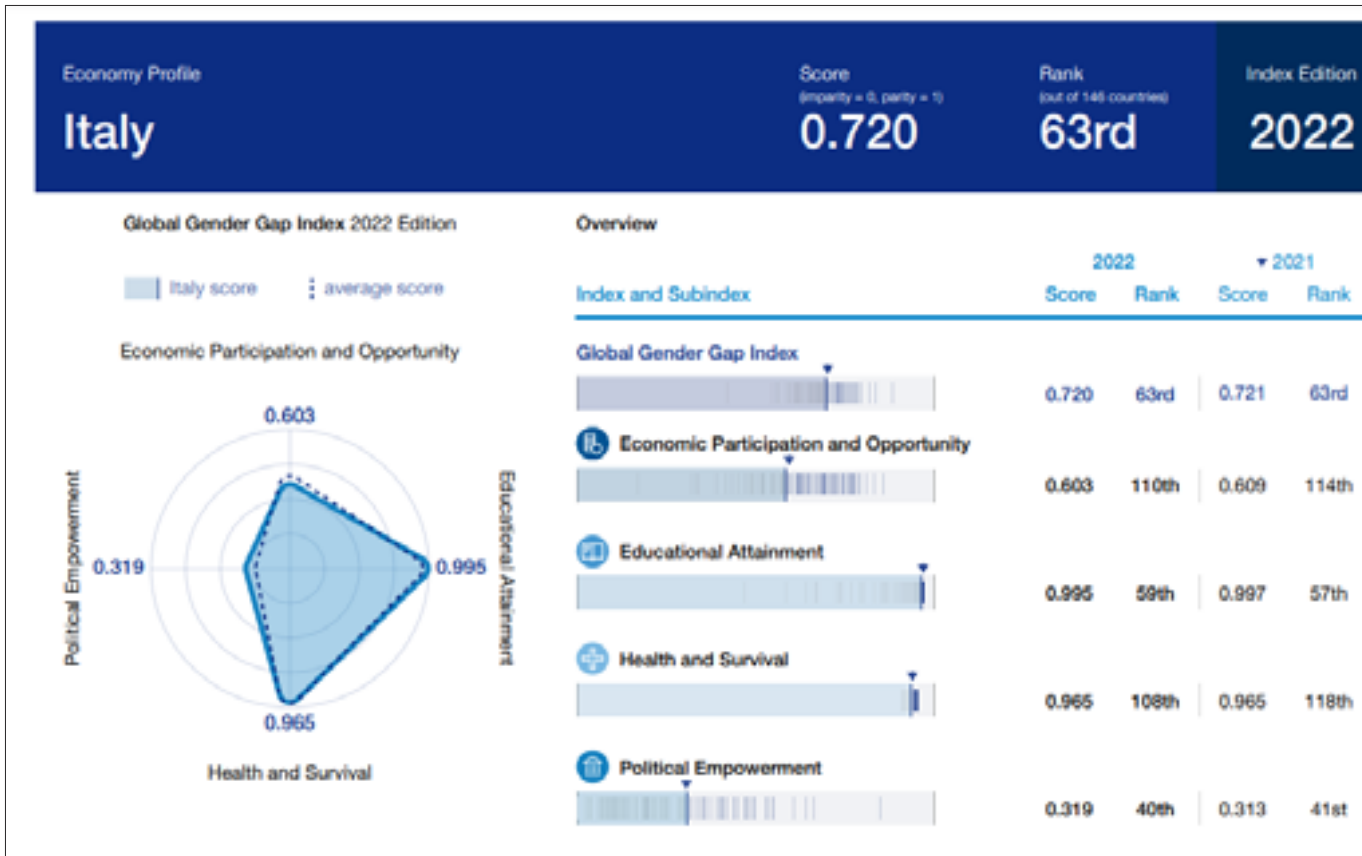 Economy Profile
Italy
Score
(imparity = 0, parity = 1)
0.720
Rank
(out of 146 countries)
63rd
Index Edition
2022
Global Gender Gap Index 2022 Edition
Italy score
average score
Economic Participation and Opportunity
0.603
Political Empowerment
0.319
0.995
Educational Attainment
0.965
Health and Survival
Overview
2022 2021
Index and Subindex Score Rank Score Rank
Global Gender Gap Index
0.720 63rd 0.721 63rd
Economic Participation and Opportunity
0.603 110th 0.609 114th
Educational Attainment
0.995 59th 0.997 57th
Health and Survival
0.965 108th 0.965 118th
Political Empowerment
0.319 40th 0.313 41st